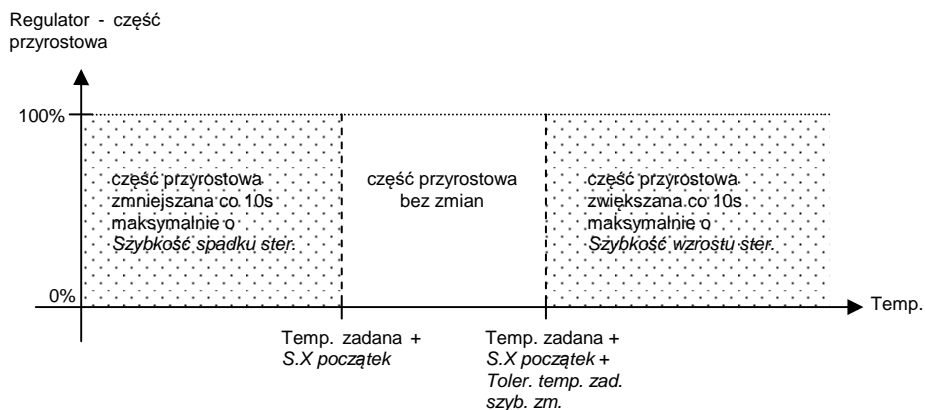 Regulator - część
przyrostowa
100%
część przyrostowa
zmniejszana co 10s
maksymalnie o
Szybkość spadku ster.
część przyrostowa
bez zmian
część przyrostowa
zwiększana co 10s
maksymalnie o
Szybkość wzrostu ster.
0%
Temp.
Temp. zadana +
S.X początek
Temp. zadana +
S.X początek +
Toler. temp. zad.
szyb. zm.